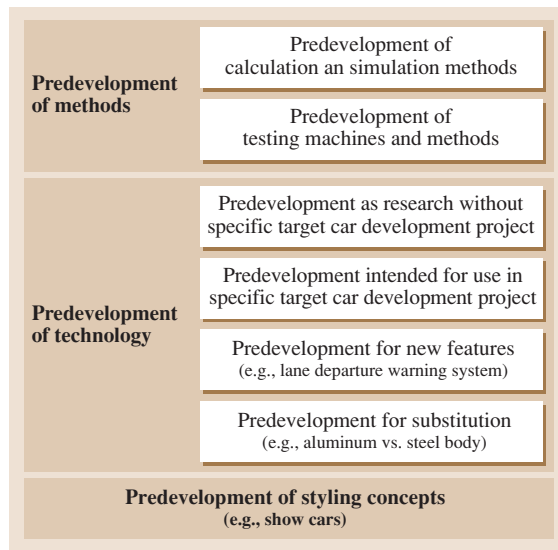 Predevelopment
of methods
Predevelopment of
calculation an simulation methods
Predevelopment of
testing machines and methods
Predevelopment
of technology
Predevelopment as research without
specific target car development project
Predevelopment intended for use in
specific target car development project
Predevelopment for new features
(e.g., lane departure warning system)
Predevelopment for substitution
(e.g., aluminum vs. steel body)
Predevelopment of styling concepts
(e.g., show cars)